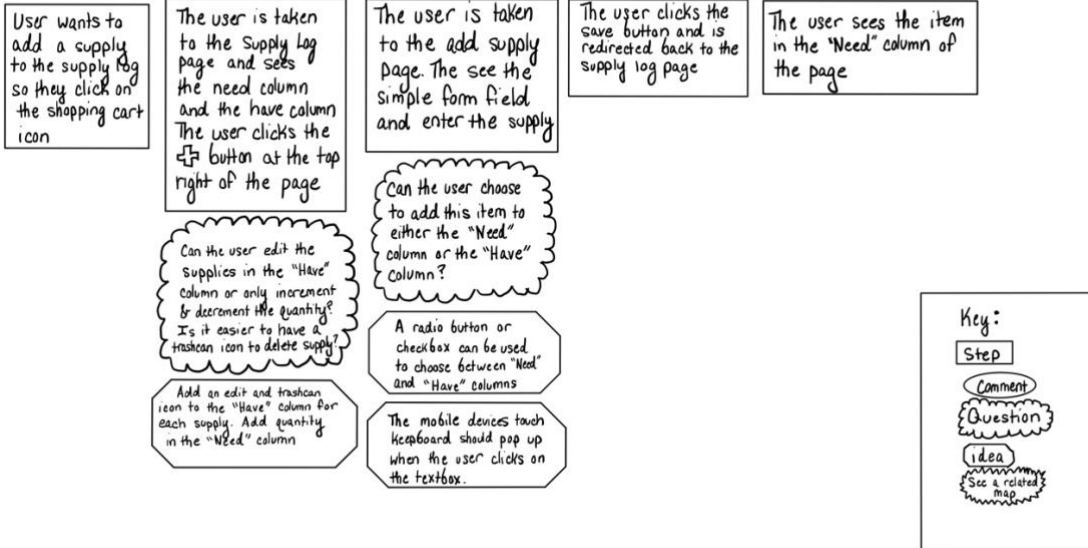 User wants to
add a supply
to the supply log
so they click on
the shopping cart
icon
The user is taken
to the Supply Log
page and sees
the need column
and the have column
The user clicks the
button at the top
right of the page
Can the user edit the
supplies in the "Have"
column or only increment
& decrement the quantity?
Is it easier to have a
trashcan icon to delete supply?
Add an edit and trashcan
icon to the "Have" column for
each supply. Add quantity
in the "Need" column
The user is taken
to the add supply
page. The see the
simple form field
and enter the supply
Can the user choose
to add this item to
either the "Need"
column or the "Have"
column?
A radio button or
checkbox can be used
to choose between "Need"
and "Have" columns
The mobile devices touch
keepboard should pop up
when the user clicks on
the textbox.
The user clicks the
save button and is
redirected back to the
supply log page
The user sees the item
in the "Need" column of
the page
Key:
Step
Comment
Question
idea
See a related
map